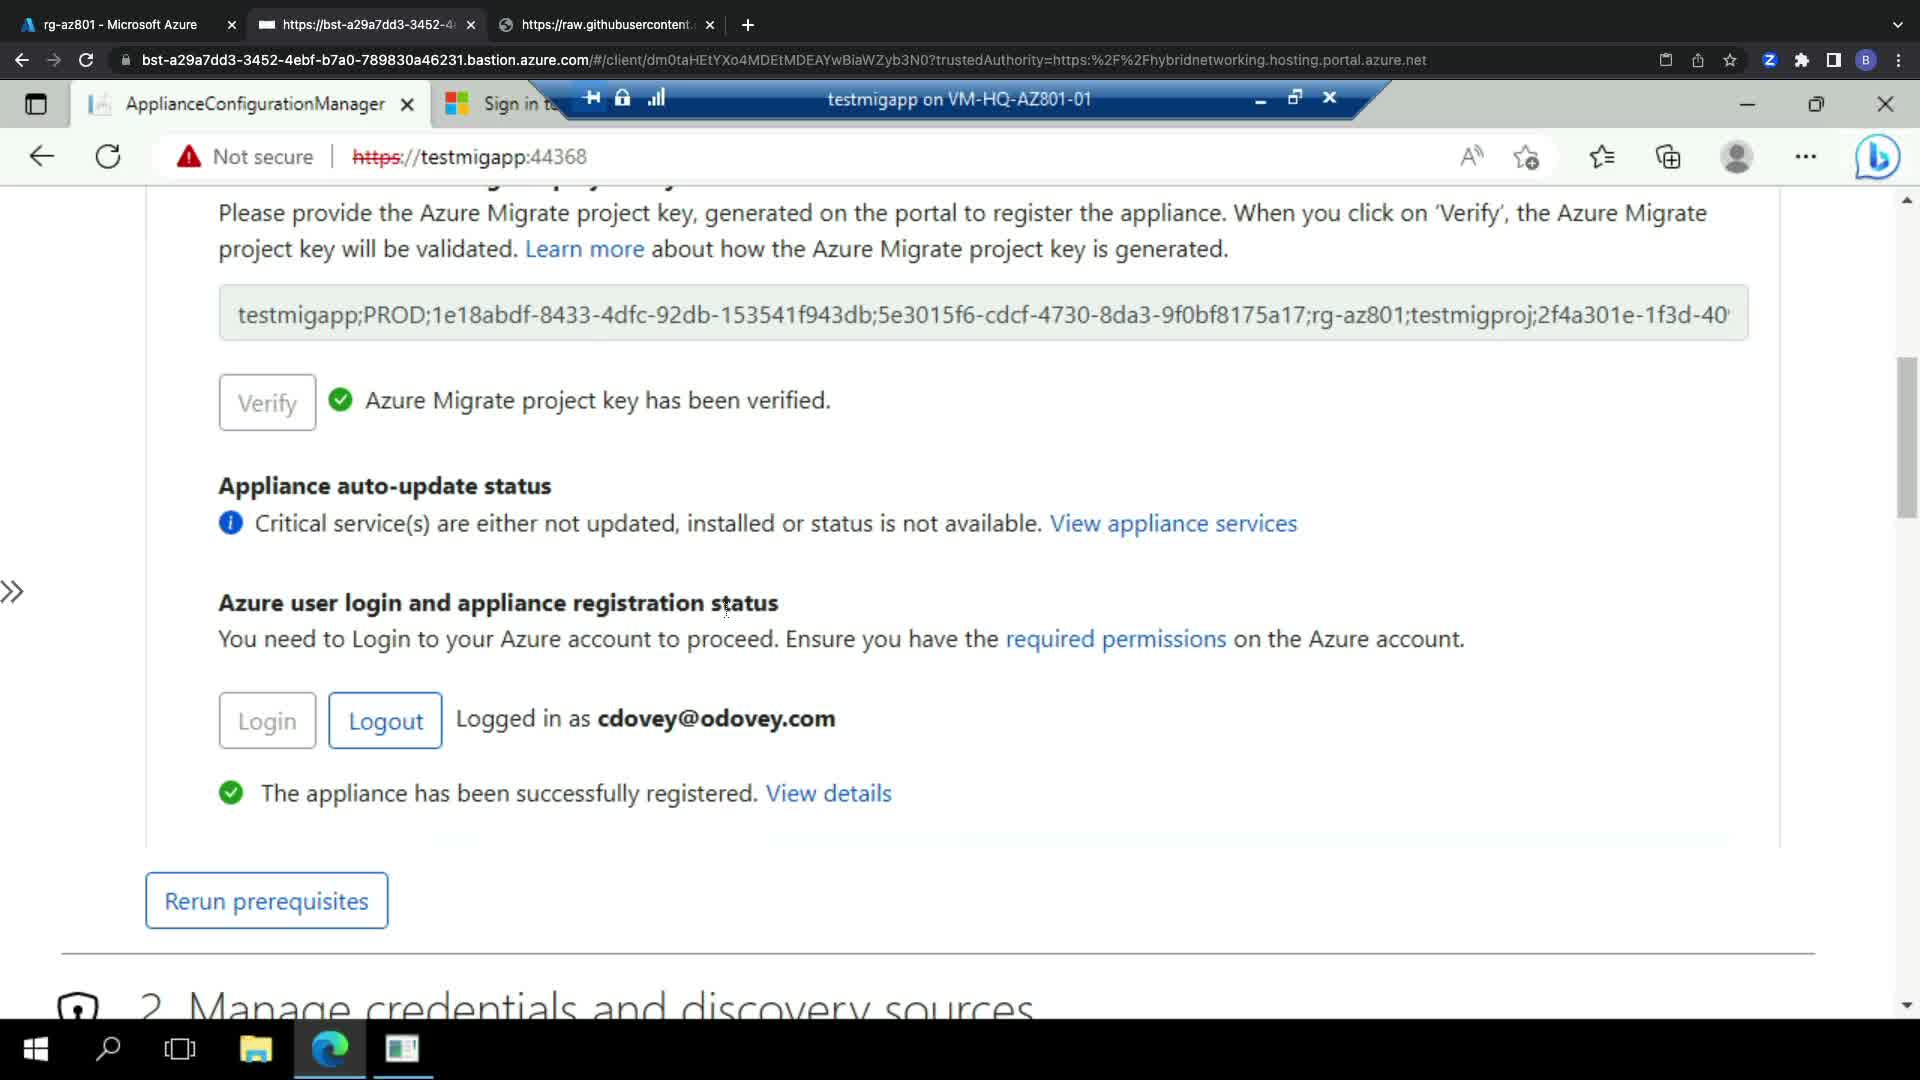 rg-az801 - Microsoft Azure
https://bst-a29a7dd3-3452-4
https://raw.githubusercontent.
bst-a29a7dd3-3452-4ebf-b7a0-789830a46231.bastion.azure.com/#/client/dm0taHEtYXo4MDEtMDEAYwBiaWZyb3N0?trustedAuthority=https:%2F%2Fhybridnetworking.hosting.portal.azure.net
ApplianceConfigurationManager
Sign in to
testmigapp on VM-HQ-AZ801-01
Not secure
https://testmigapp:44368
Please provide the Azure Migrate project key, generated on the portal to register the appliance. When you click on 'Verify', the Azure Migrate
project key will be validated. Learn more about how the Azure Migrate project key is generated.
testmigapp;PROD;1e18abdf-8433-4dfc-92db-153541f943db;5e3015f6-cdcf-4730-8da3-9f0bf8175a17;rg-az801;testmigproj;2f4a301e-1f3d-40
Verify
Azure Migrate project key has been verified.
Appliance auto-update status
Critical service(s) are either not updated, installed or status is not available. View appliance services
Azure user login and appliance registration status
You need to Login to your Azure account to proceed. Ensure you have the required permissions on the Azure account.
Login
Logout
Logged in as cdovey@odovey.com
The appliance has been successfully registered. View details
Rerun prerequisites
2. Manage credentials and discovery sources